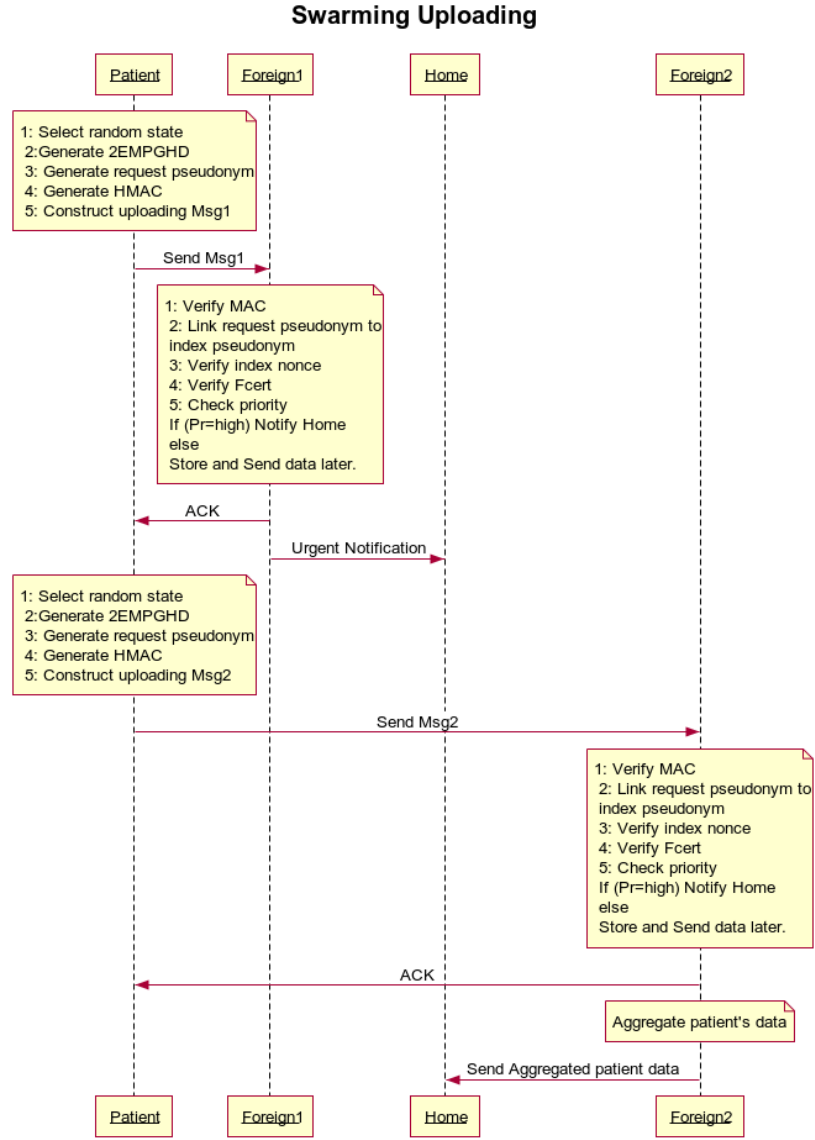 Swarming Uploading
Patient
Foreign1
Home
Foreign2
1: Select random state
2:Generate 2EMPGHD
3: Generate request pseudonym
4: Generate HMAC
5: Construct uploading Msg1
Send Msg1
1: Verify MAC
2: Link request pseudonym to
index pseudonym
3: Verify index nonce
4: Verify Fcert
5: Check priority
If (Pr=high) Notify Home
else
Store and Send data later.
ACK
Urgent Notification
1: Select random state
2:Generate 2EMPGHD
3: Generate request pseudonym
4: Generate HMAC
5: Construct uploading Msg2
Send Msg2
1: Verify MAC
2: Link request pseudonym to
index pseudonym
3: Verify index nonce
4: Verify Fcert
5: Check priority
If (Pr=high) Notify Home
else
Store and Send data later.
ACK
Aggregate patient's data
Send Aggregated patient data
Patient
Foreign1
Home
Foreign2